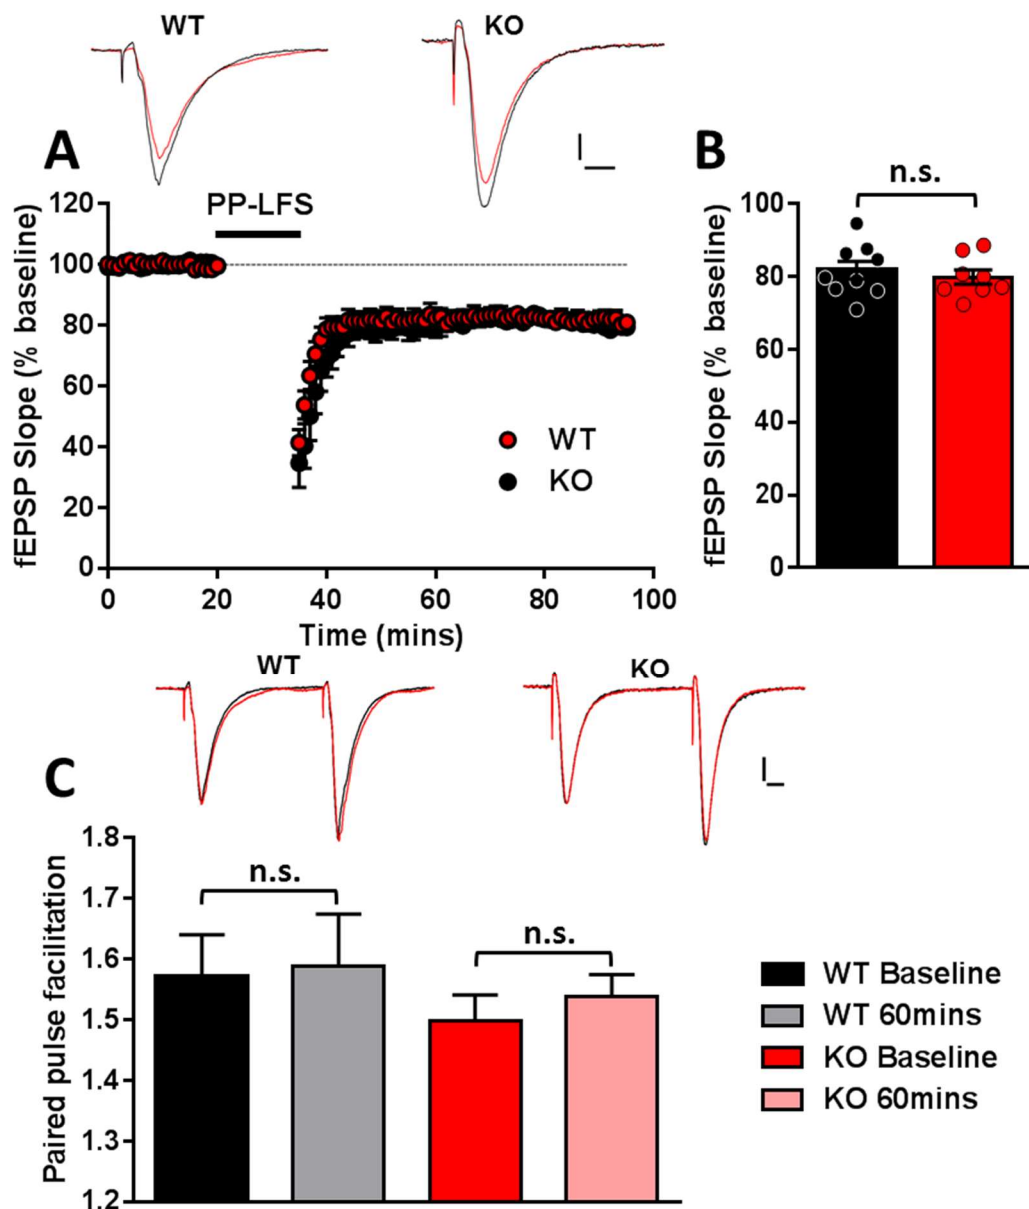 WT
KO
A
B
PP-LFS
n.s.
fEPSP Slope (% baseline)
120
100
80
60
40
20
0
WT
KO
0
20
40
60
80
100
Time (mins)
fEPSP Slope (% baseline)
100
80
60
40
20
0
WT
KO
C
Paired pulse facilitation
1.8
1.7
1.6
1.5
1.4
1.3
1.2
n.s.
n.s.
WT Baseline
WT 60mins
KO Baseline
KO 60mins